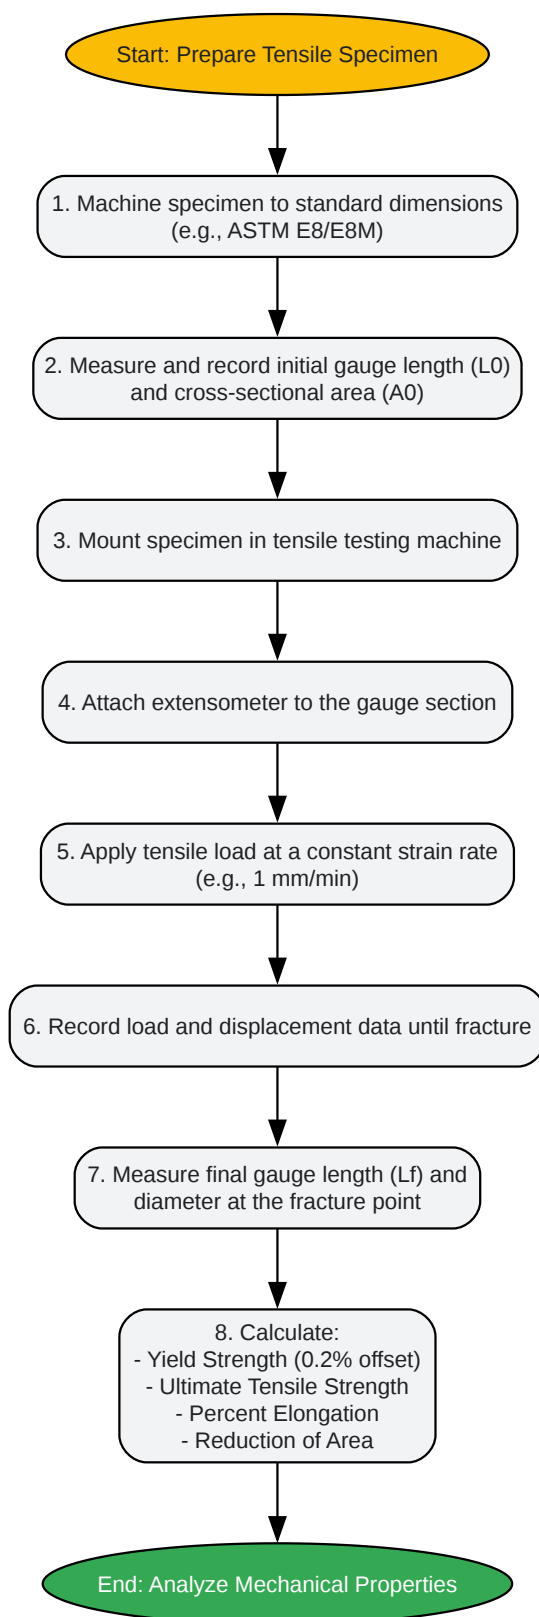 Start: Prepare Tensile Specimen
1. Machine specimen to standard dimensions
(e.g., ASTM E8/E8M)
2. Measure and record initial gauge length (L0)
and cross-sectional area (A0)
3. Mount specimen in tensile testing machine
4. Attach extensometer to the gauge section
5. Apply tensile load at a constant strain rate
(e.g., 1 mm/min)
6. Record load and displacement data until fracture
7. Measure final gauge length (Lf) and
diameter at the fracture point
8. Calculate:
- Yield Strength (0.2% offset)
- Ultimate Tensile Strength
- Percent Elongation
- Reduction of Area
End: Analyze Mechanical Properties